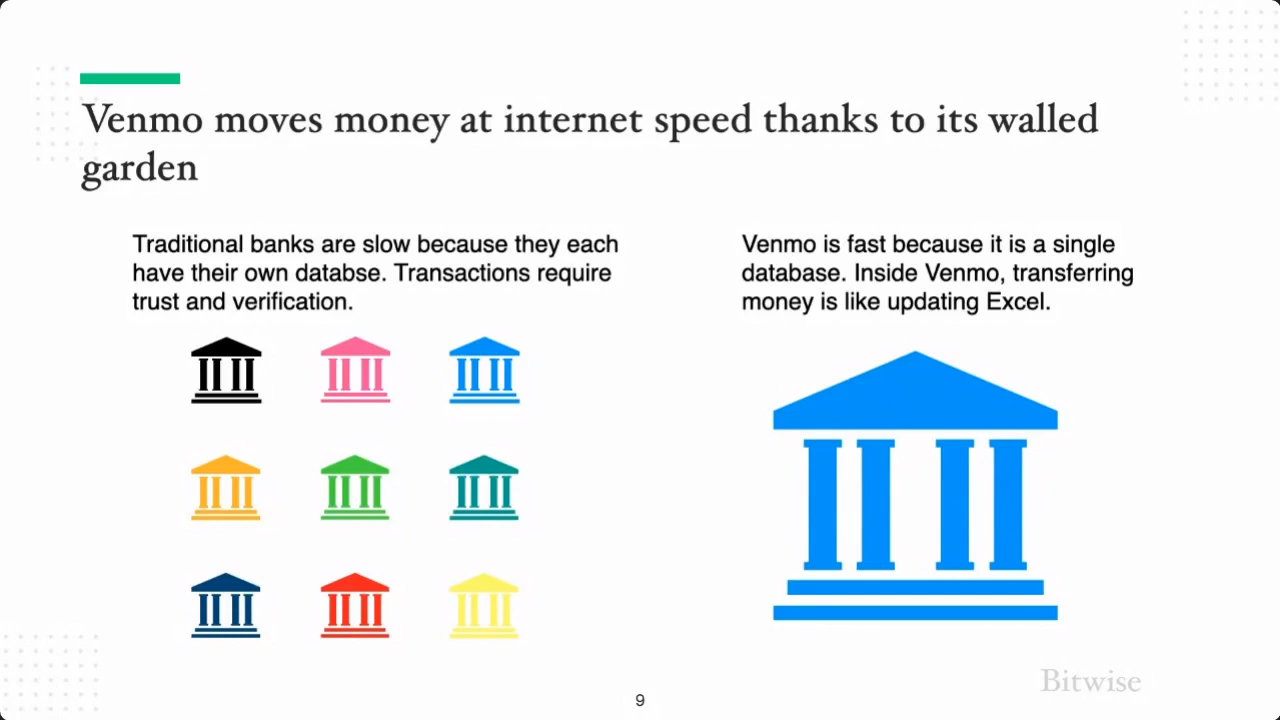 Venmo moves money at internet speed thanks to its walled
garden
Traditional banks are slow because they each
have their own databse. Transactions require
trust and verification.
Venmo is fast because it is a single
database. Inside Venmo, transferring
money is like updating Excel.
Bitwise
9